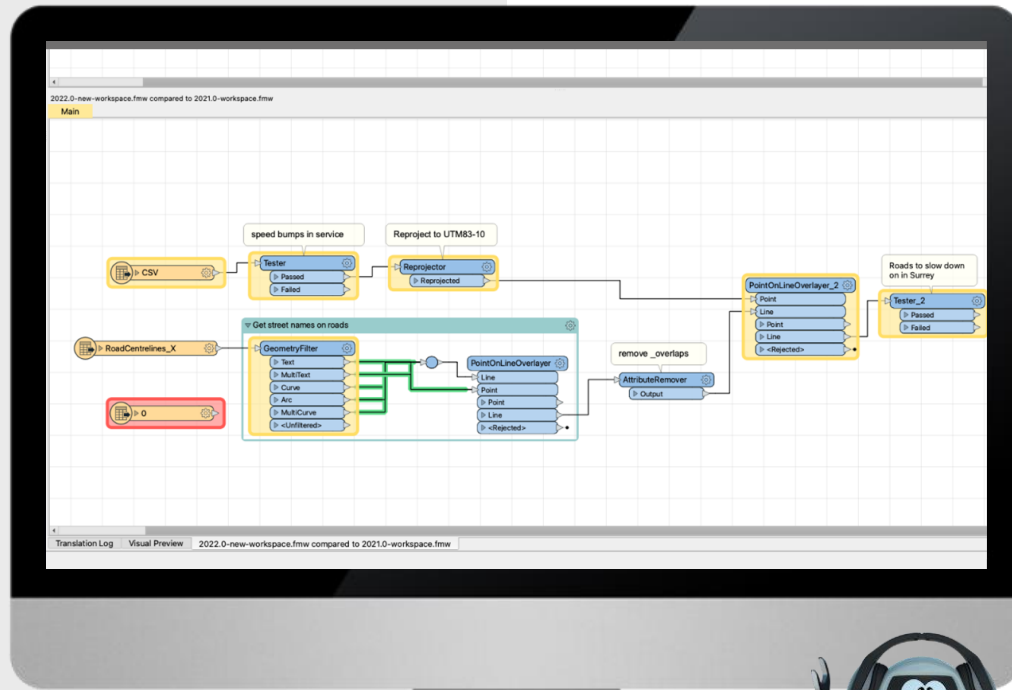 2022.0-new-workspace.fmw compared to 2021.0-workspace.fmw
Main
speed bumps in service
Reproject to UTM83-10
CSV
Tester
Passed
Failed
Reprojector
Reprojected
PointOnLineOverlayer_2
Point
Line
Point
Line
<Rejected>
Roads to slow down
on in Surrey
Tester_2
Passed
Failed
Get street names on roads
RoadCentrelines_X
GeometryFilter
Text
MultiText
Curve
Arc
MultiCurve
<Unfiltered>
PointOnLineOverlayer
Line
Point
Point
Line
<Rejected>
remove _overlaps
AttributeRemover
Output
0
Translation Log Visual Preview 2022.0-new-workspace.fmw compared to 2021.0-workspace.fmw